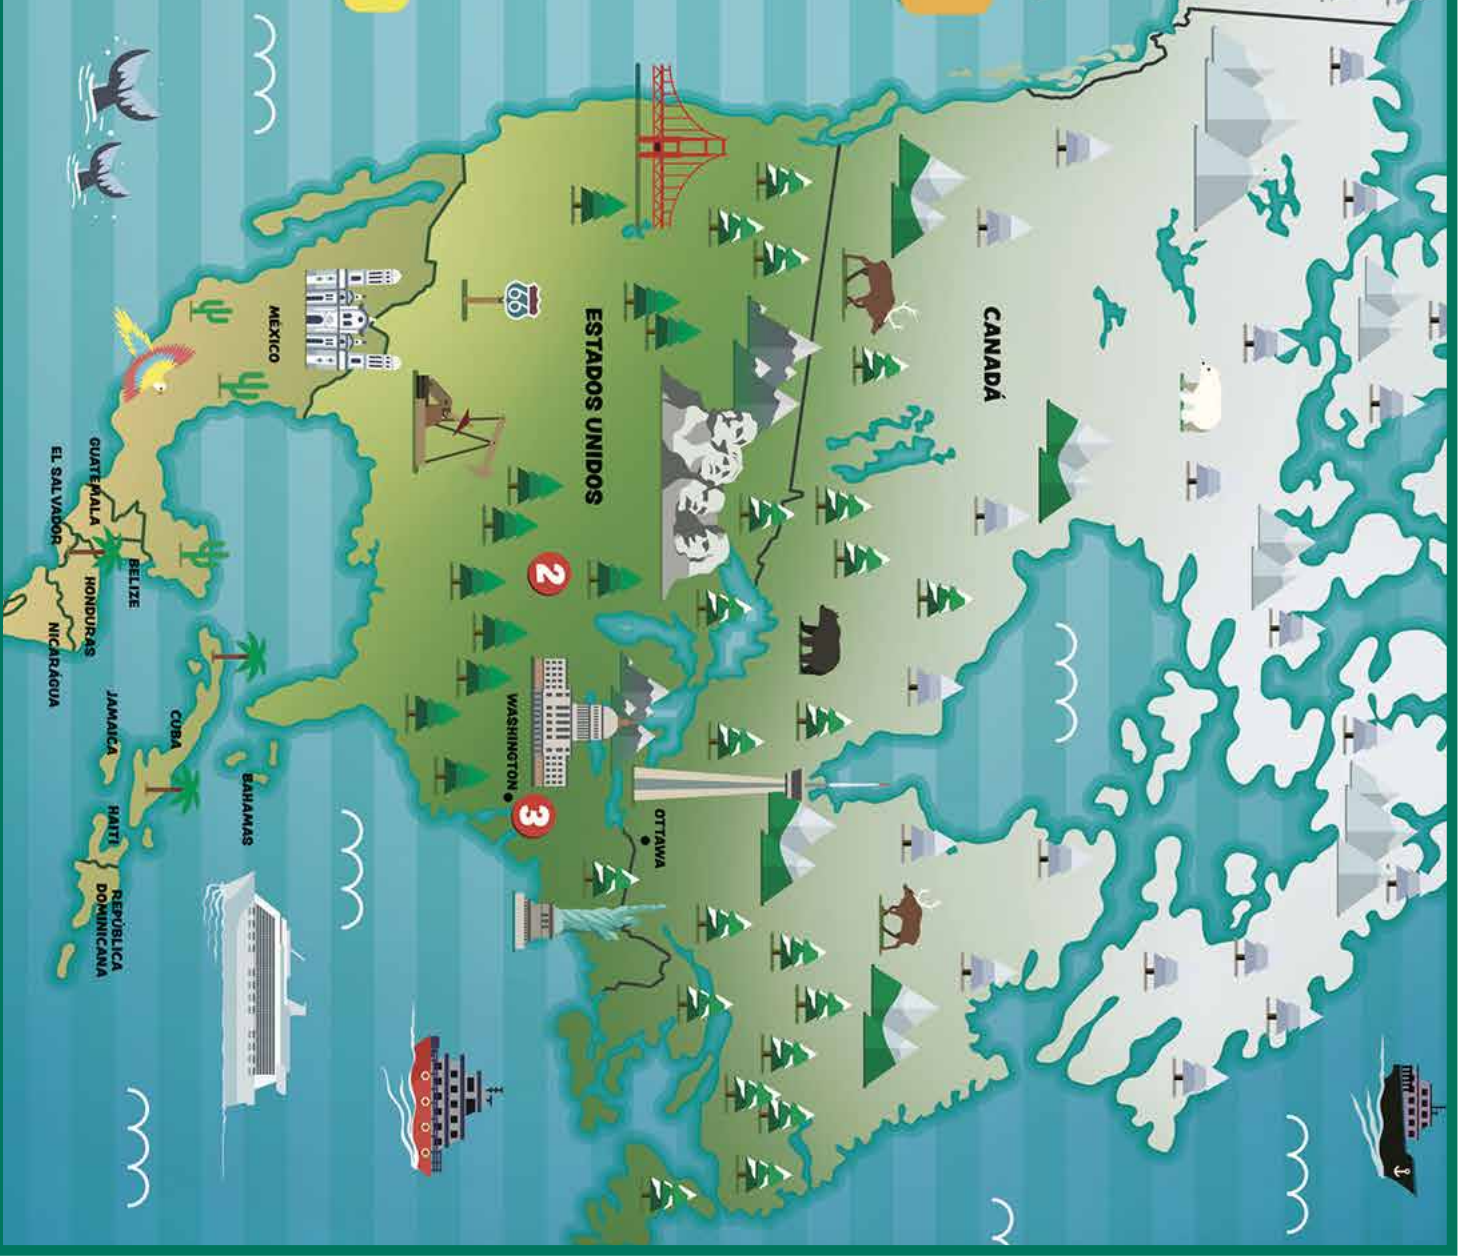 CANADÁ
OTTAWA
ESTADOS UNIDOS
2
3
66
WASHINGTON
MÉXICO
BAHAMAS
CUBA
BELIZE
JAMAICA
HAITI
REPÚBLICA
DOMINICANA
GUATEMALA
HONDURAS
EL SALVADOR
NICARÁGUA